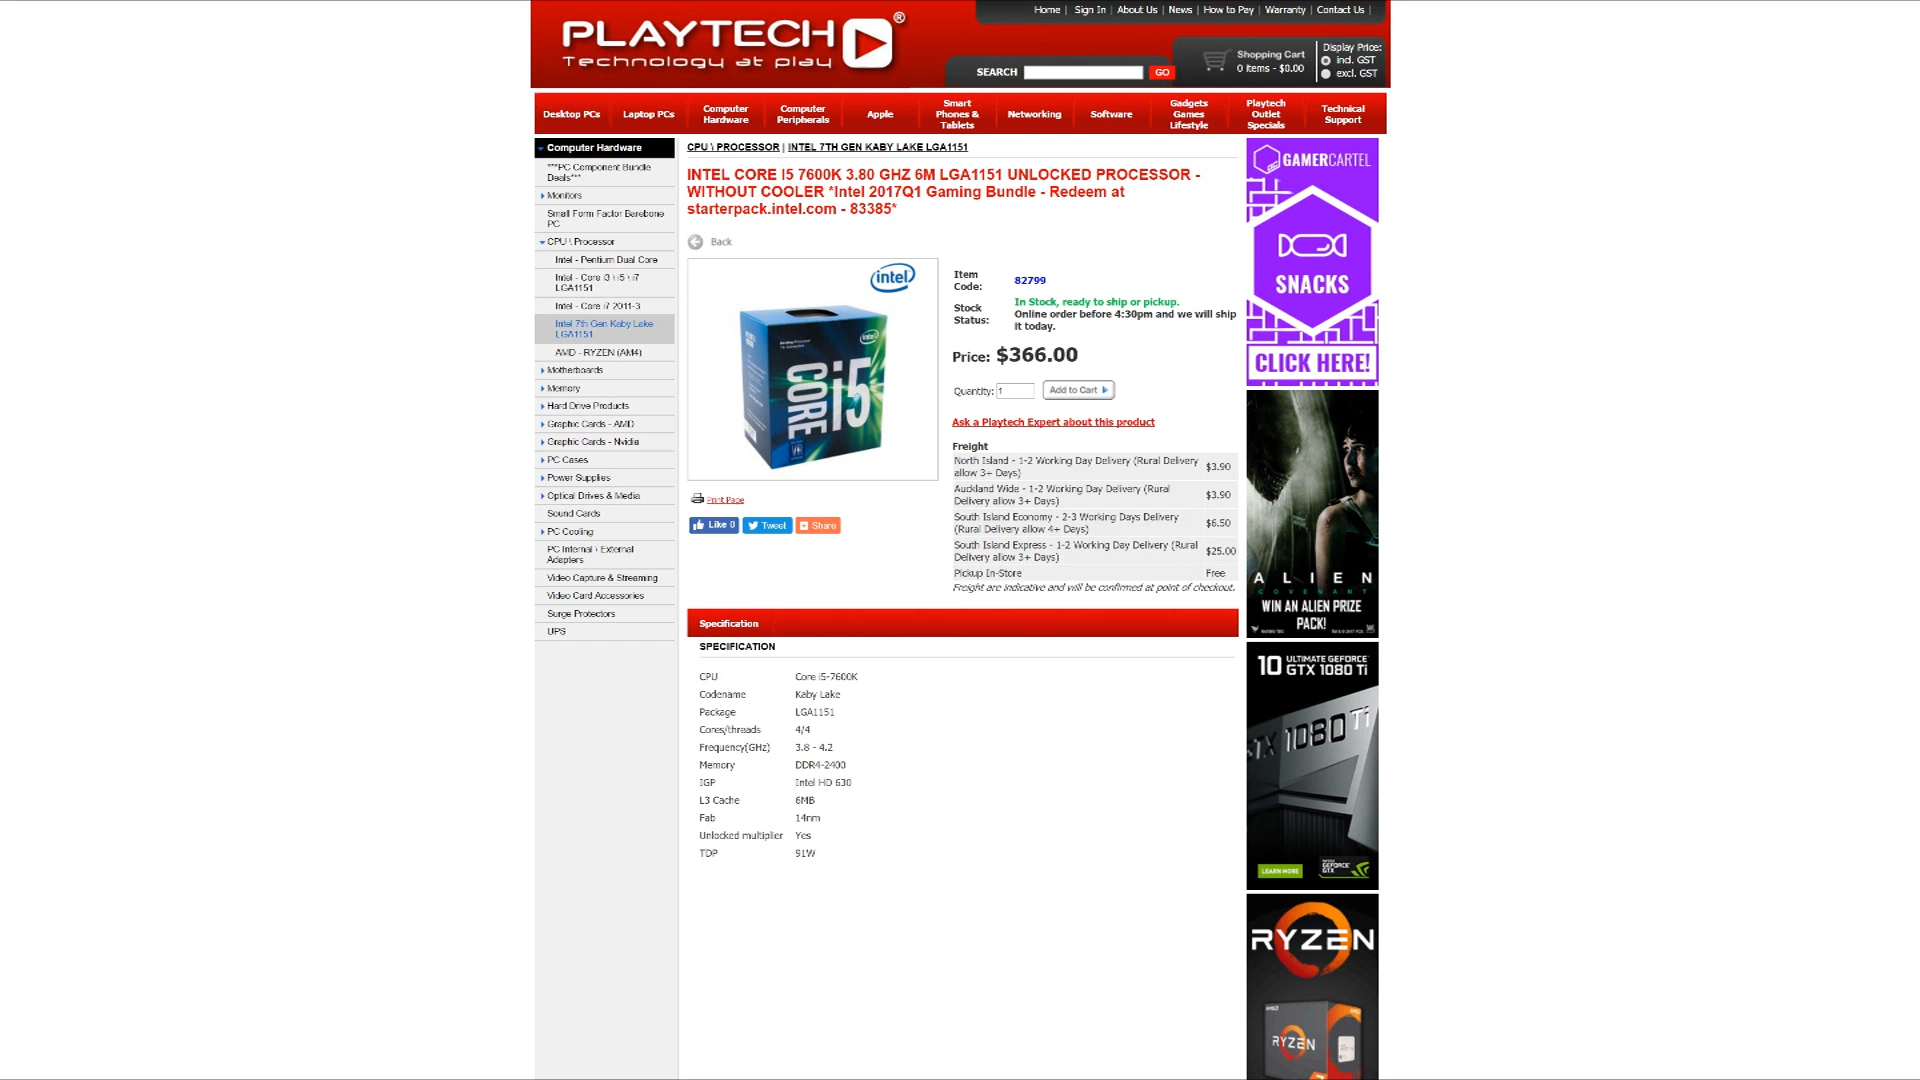 Home | Sign In | About Us | News | How to Pay | Warranty | Contact Us |
PLAYTECH ®
Technology at play
SEARCH GO
Shopping Cart
0 Items - $0.00
Display Price:
incl. GST
excl. GST
Desktop PCs
Laptop PCs
Computer Hardware
Computer Peripherals
Apple
Smart Phones & Tablets
Networking
Software
Gadgets Games Lifestyle
Playtech Outlet Specials
Technical Support
Computer Hardware
***PC Component Bundle
Deals***
Monitors
Small Form Factor Barebone
PC
CPU \ Processor
Intel - Pentium Dual Core
Intel - Core i3 \ i5 \ i7
LGA1151
Intel - Core i7 2011-3
Intel 7th Gen Kaby Lake
LGA1151
AMD - RYZEN (AM4)
Motherboards
Memory
Hard Drive Products
Graphic Cards - AMD
Graphic Cards - Nvidia
PC Cases
Power Supplies
Optical Drives & Media
Sound Cards
PC Cooling
PC Internal \ External
Adapters
Video Capture & Streaming
Video Card Accessories
Surge Protectors
UPS
CPU \ PROCESSOR | INTEL 7TH GEN KABY LAKE LGA1151
INTEL CORE I5 7600K 3.80 GHZ 6M LGA1151 UNLOCKED PROCESSOR -
WITHOUT COOLER *Intel 2017Q1 Gaming Bundle - Redeem at
starterpack.intel.com - 83385*
Back
intel
intel
CORE i5
Print Page
Like 0
Tweet
Share
Item Code: 82799
Stock Status: In Stock, ready to ship or pickup.
Online order before 4:30pm and we will ship
it today.
Price: $366.00
Quantity: 1 Add to Cart
Ask a Playtech Expert about this product
Freight
North Island - 1-2 Working Day Delivery (Rural Delivery
allow 3+ Days) $3.90
Auckland Wide - 1-2 Working Day Delivery (Rural
Delivery allow 3+ Days) $3.90
South Island Economy - 2-3 Working Days Delivery
(Rural Delivery allow 4+ Days) $6.50
South Island Express - 1-2 Working Day Delivery (Rural
Delivery allow 3+ Days) $25.00
Pickup In-Store Free
Freight are indicative and will be confirmed at point of checkout.
Specification
SPECIFICATION
CPU Core i5-7600K
Codename Kaby Lake
Package LGA1151
Cores/threads 4/4
Frequency(GHz) 3.8 - 4.2
Memory DDR4-2400
IGP Intel HD 630
L3 Cache 6MB
Fab 14nm
Unlocked multiplier Yes
TDP 91W
GAMERCARTEL
SNACKS
CLICK HERE!
ALIEN
COVENANT
WIN AN ALIEN PRIZE
PACK!
10 ULTIMATE GEFORCE
GTX 1080 Ti
GTX 1080 Ti
LEARN MORE
GEFORCE
GTX
RYZEN
AMD
RYZEN